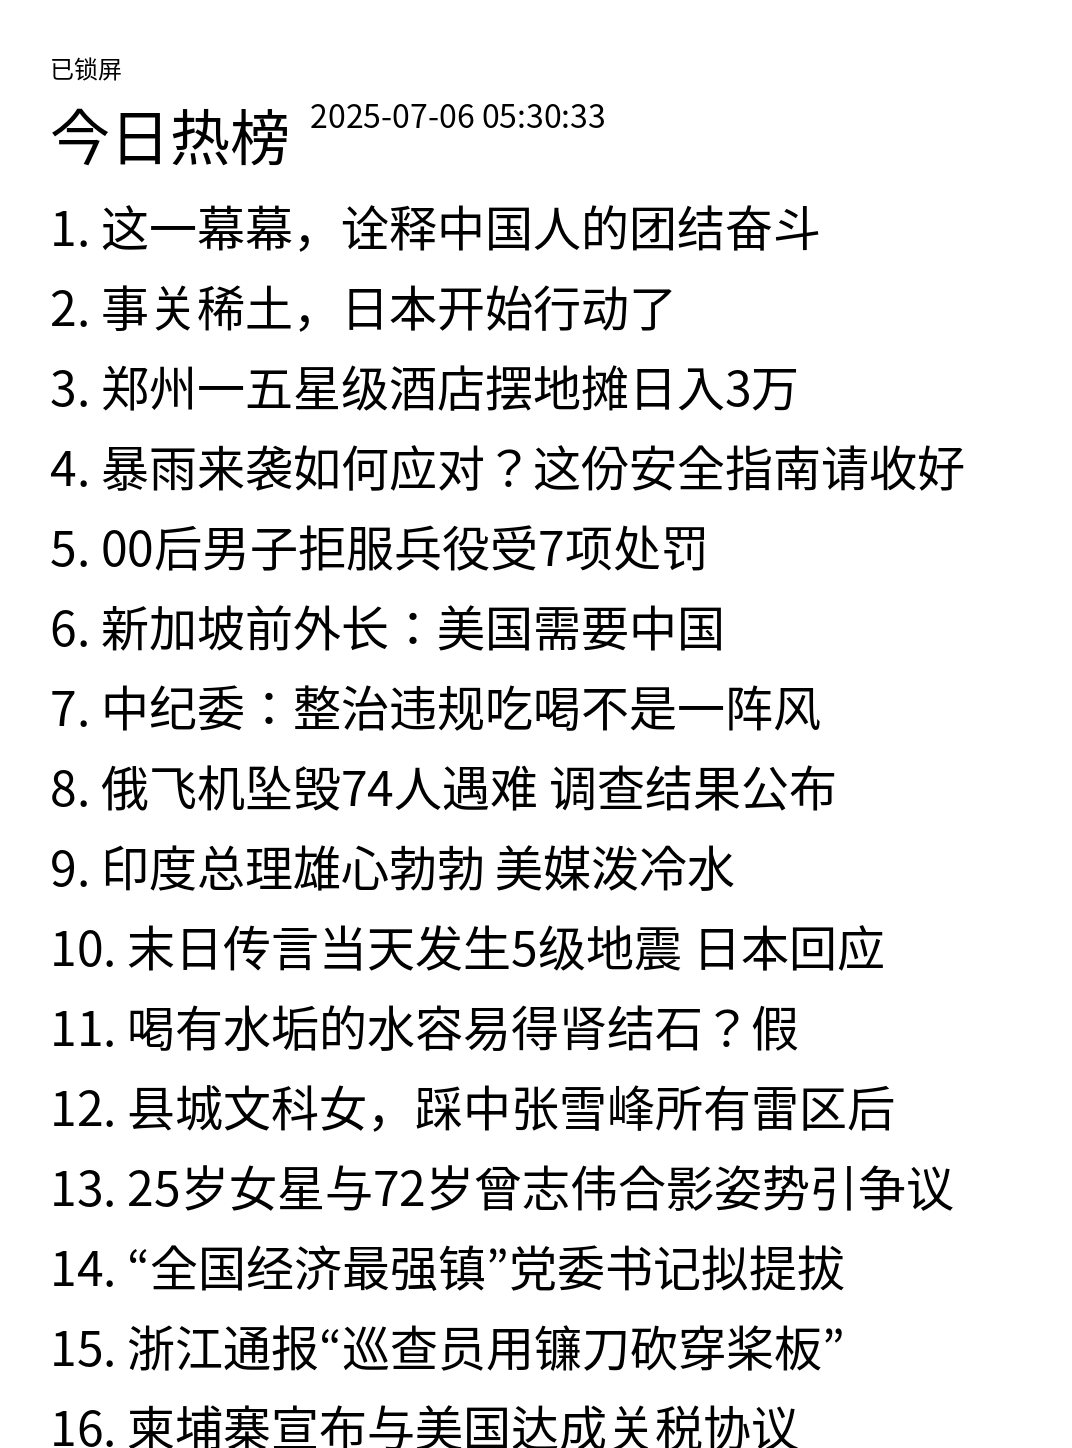 已锁屏
今日热榜 2025-07-06 05:30:33
1. 这一幕幕，诠释中国人的团结奋斗
2. 事关稀土，日本开始行动了
3. 郑州一五星级酒店摆地摊日入3万
4. 暴雨来袭如何应对？这份安全指南请收好
5. 00后男子拒服兵役受7项处罚
6. 新加坡前外长：美国需要中国
7. 中纪委：整治违规吃喝不是一阵风
8. 俄飞机坠毁74人遇难 调查结果公布
9. 印度总理雄心勃勃 美媒泼冷水
10. 末日传言当天发生5级地震 日本回应
11. 喝有水垢的水容易得肾结石？假
12. 县城文科女，踩中张雪峰所有雷区后
13. 25岁女星与72岁曾志伟合影姿势引争议
14. “全国经济最强镇”党委书记拟提拔
15. 浙江通报“巡查员用镰刀砍穿桨板”
16. 柬埔寨宣布与美国达成关税协议